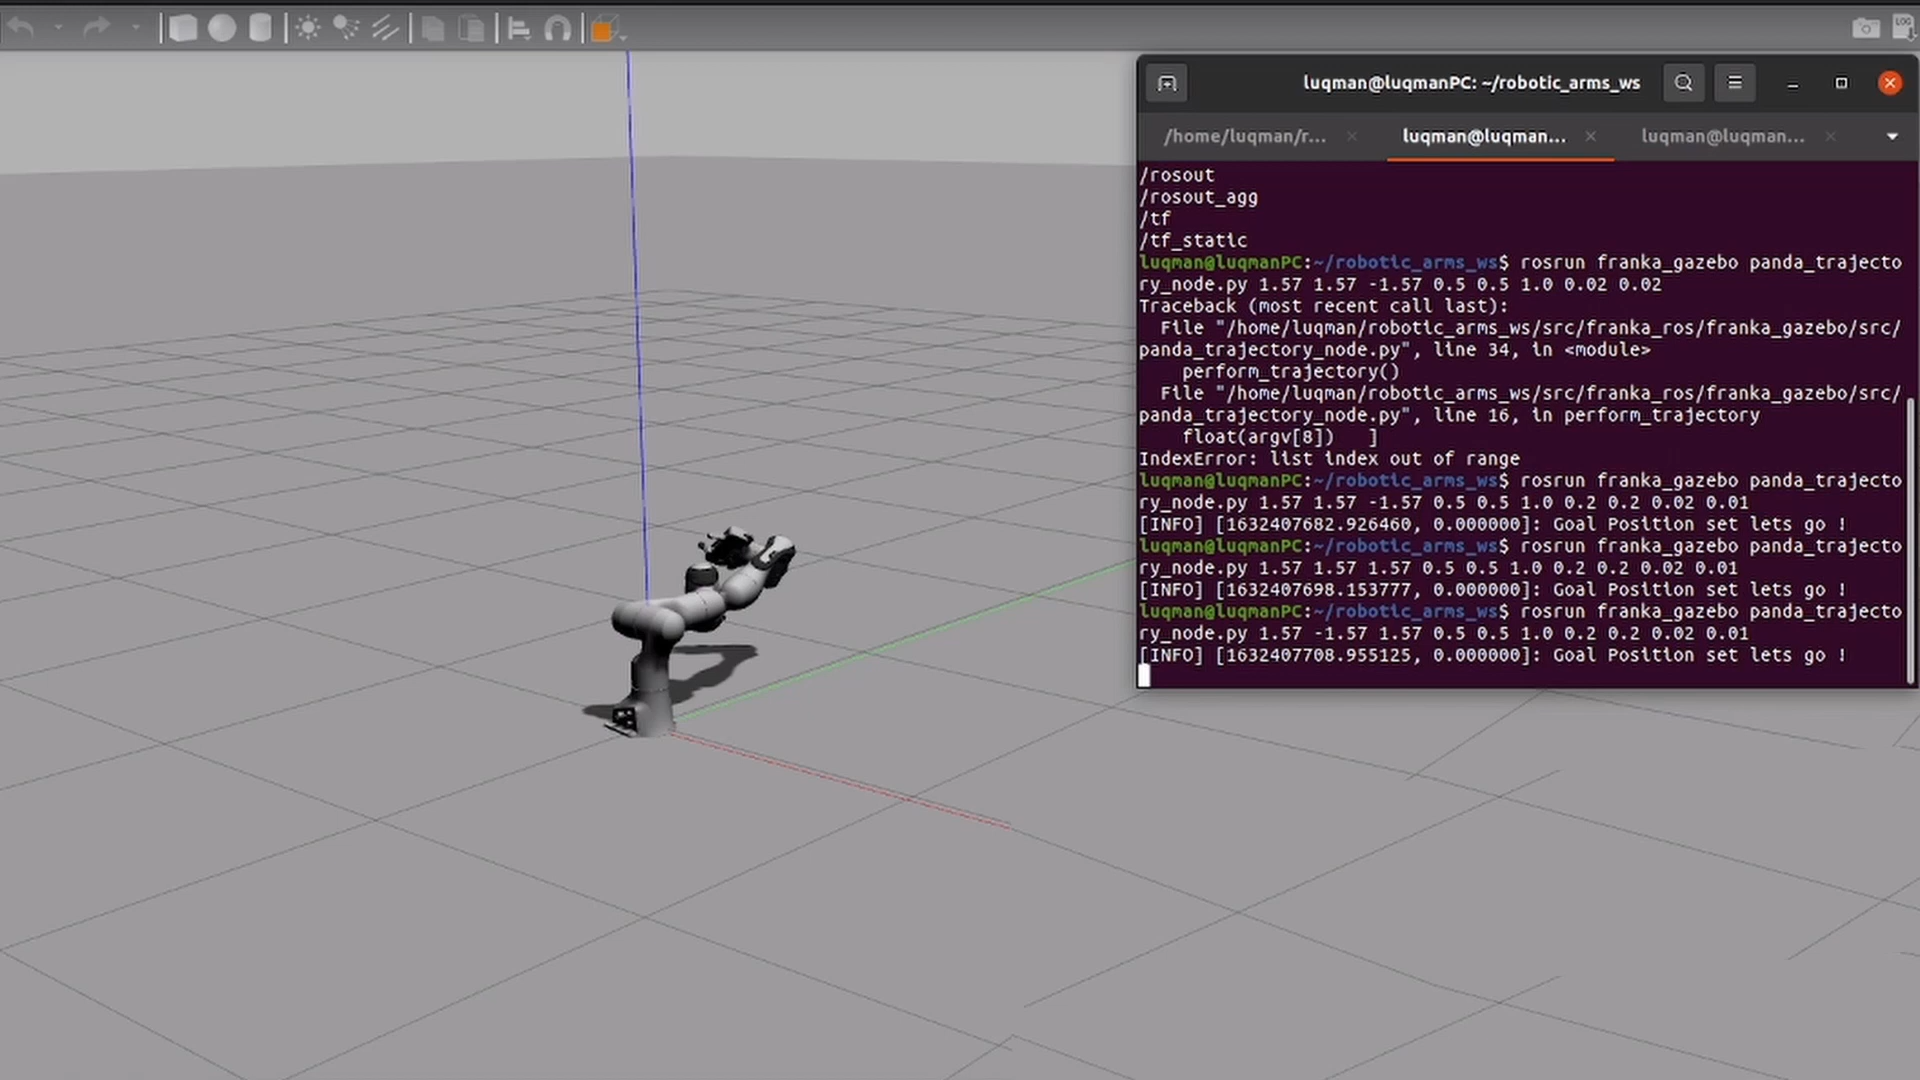 LOG
luqman@luqmanPC: ~/robotic_arms_ws
/home/luqman/r... luqman@luqman... luqman@luqman...
/rosout
/rosout_agg
/tf
/tf_static
luqman@luqmanPC:~/robotic_arms_ws$ rosrun franka_gazebo panda_trajecto
ry_node.py 1.57 1.57 -1.57 0.5 0.5 1.0 0.02 0.02
Traceback (most recent call last):
  File "/home/luqman/robotic_arms_ws/src/franka_ros/franka_gazebo/src/
panda_trajectory_node.py", line 34, in <module>
    perform_trajectory()
  File "/home/luqman/robotic_arms_ws/src/franka_ros/franka_gazebo/src/
panda_trajectory_node.py", line 16, in perform_trajectory
    float(argv[8])   ]
IndexError: list index out of range
luqman@luqmanPC:~/robotic_arms_ws$ rosrun franka_gazebo panda_trajecto
ry_node.py 1.57 1.57 -1.57 0.5 0.5 1.0 0.2 0.2 0.02 0.01
[INFO] [1632407682.926460, 0.000000]: Goal Position set lets go !
luqman@luqmanPC:~/robotic_arms_ws$ rosrun franka_gazebo panda_trajecto
ry_node.py 1.57 1.57 1.57 0.5 0.5 1.0 0.2 0.2 0.02 0.01
[INFO] [1632407698.153777, 0.000000]: Goal Position set lets go !
luqman@luqmanPC:~/robotic_arms_ws$ rosrun franka_gazebo panda_trajecto
ry_node.py 1.57 -1.57 1.57 0.5 0.5 1.0 0.2 0.2 0.02 0.01
[INFO] [1632407708.955125, 0.000000]: Goal Position set lets go !